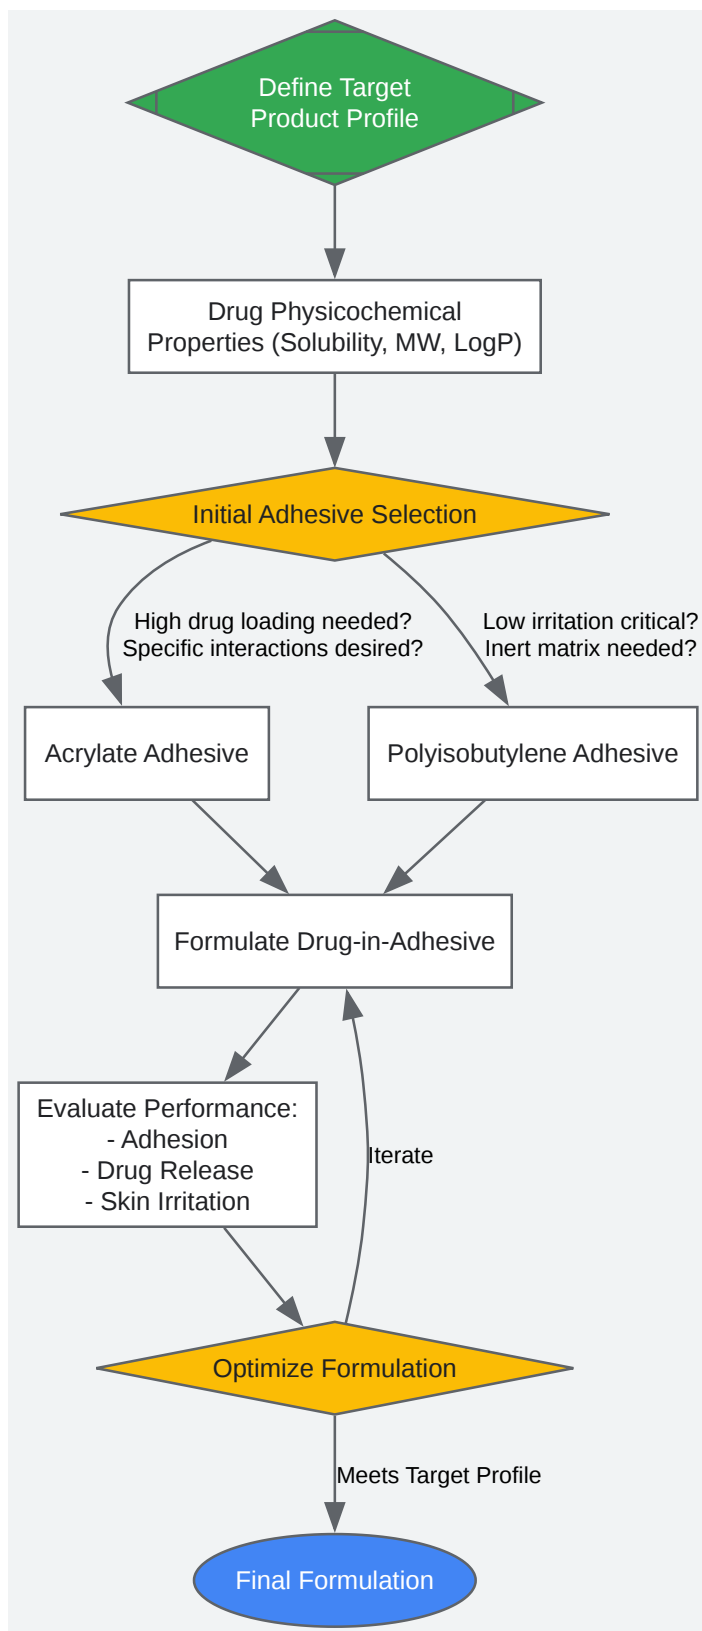 Define Target
Product Profile
Drug Physicochemical
Properties (Solubility, MW, LogP)
Initial Adhesive Selection
High drug loading needed?
Specific interactions desired?
Low irritation critical?
Inert matrix needed?
Acrylate Adhesive
Polyisobutylene Adhesive
Formulate Drug-in-Adhesive
Evaluate Performance:
- Adhesion
- Drug Release
- Skin Irritation
Iterate
Optimize Formulation
Meets Target Profile
Final Formulation